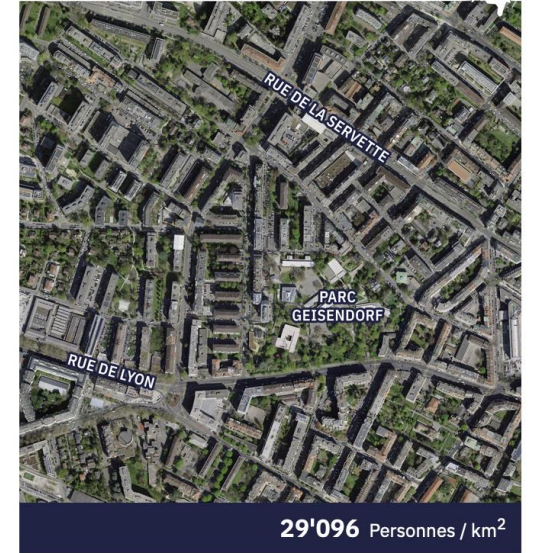 RUE DE LA SERVETTE
PARC
GEISENDORF
RUE DE LYON
29'096 Personnes / km²